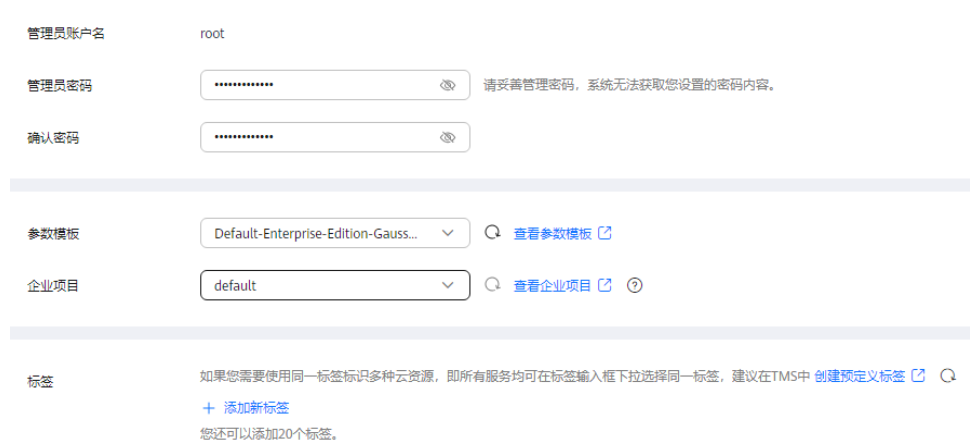 管理员账户名 root
管理员密码 ••••••••••••• 请妥善管理密码，系统无法获取您设置的密码内容。
确认密码 •••••••••••••
参数模板 Default-Enterprise-Edition-Gauss... 查看参数模板
企业项目 default 查看企业项目 ?
标签 如果您需要使用同一标签标识多种云资源，即所有服务均可在标签输入框下拉选择同一标签，建议在TMS中 创建预定义标签
+ 添加新标签
您还可以添加20个标签。